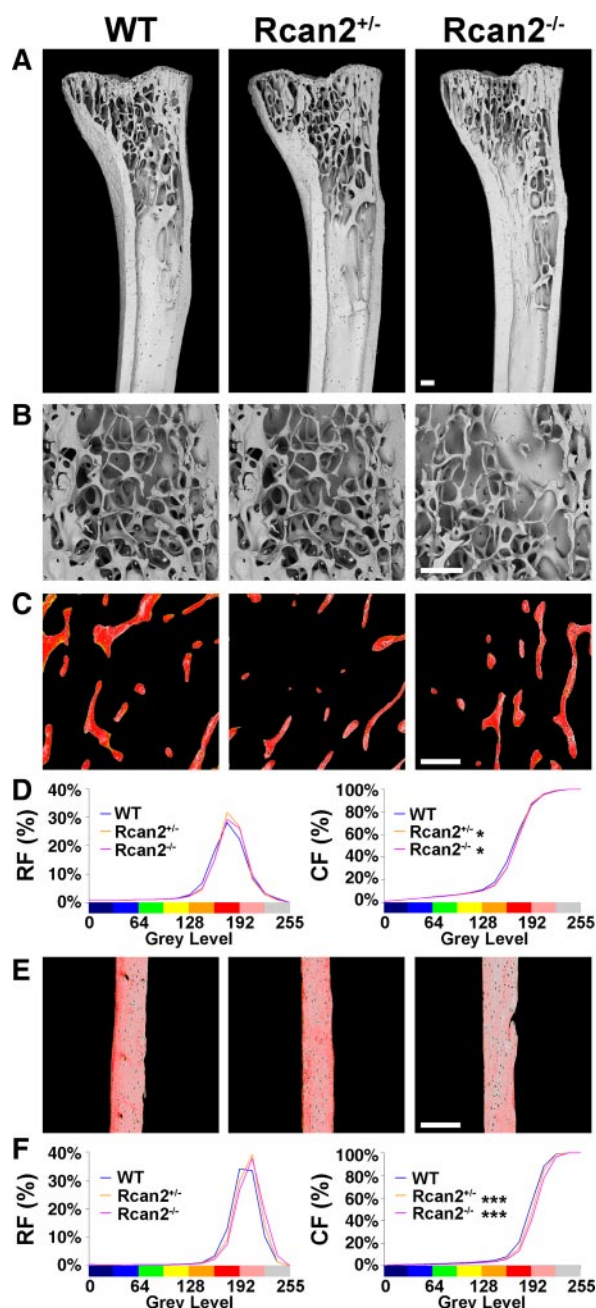 WT Rcan2+/- Rcan2-/-
A
B
C
D
40%
30%
20%
10%
0%
RF (%)
WT
Rcan2+/-
Rcan2-/-
0 64 128 192 255
Grey Level
100%
80%
60%
40%
20%
0%
CF (%)
WT
Rcan2+/- *
Rcan2-/- *
0 64 128 192 255
Grey Level
E
F
40%
30%
20%
10%
0%
RF (%)
WT
Rcan2+/-
Rcan2-/-
0 64 128 192 255
Grey Level
100%
80%
60%
40%
20%
0%
CF (%)
WT
Rcan2+/- ***
Rcan2-/- ***
0 64 128 192 255
Grey Level